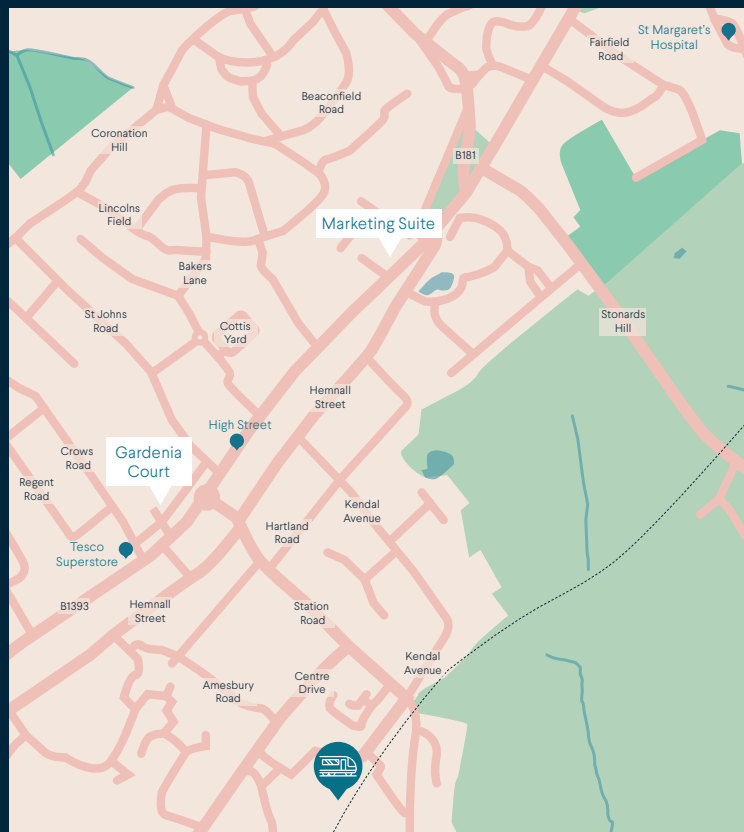 St Margaret's
Hospital
Fairfield
Road
Beaconfield
Road
Coronation
Hill
B181
Lincolns
Field
Marketing Suite
Bakers
Lane
St Johns
Road
Cottis
Yard
Stonards
Hill
Hemnall
Street
High Street
Gardenia
Court
Crows
Road
Regent
Road
Kendal
Avenue
Hartland
Road
Tesco
Superstore
B1393
Hemnall
Street
Station
Road
Kendal
Avenue
Amesbury
Road
Centre
Drive